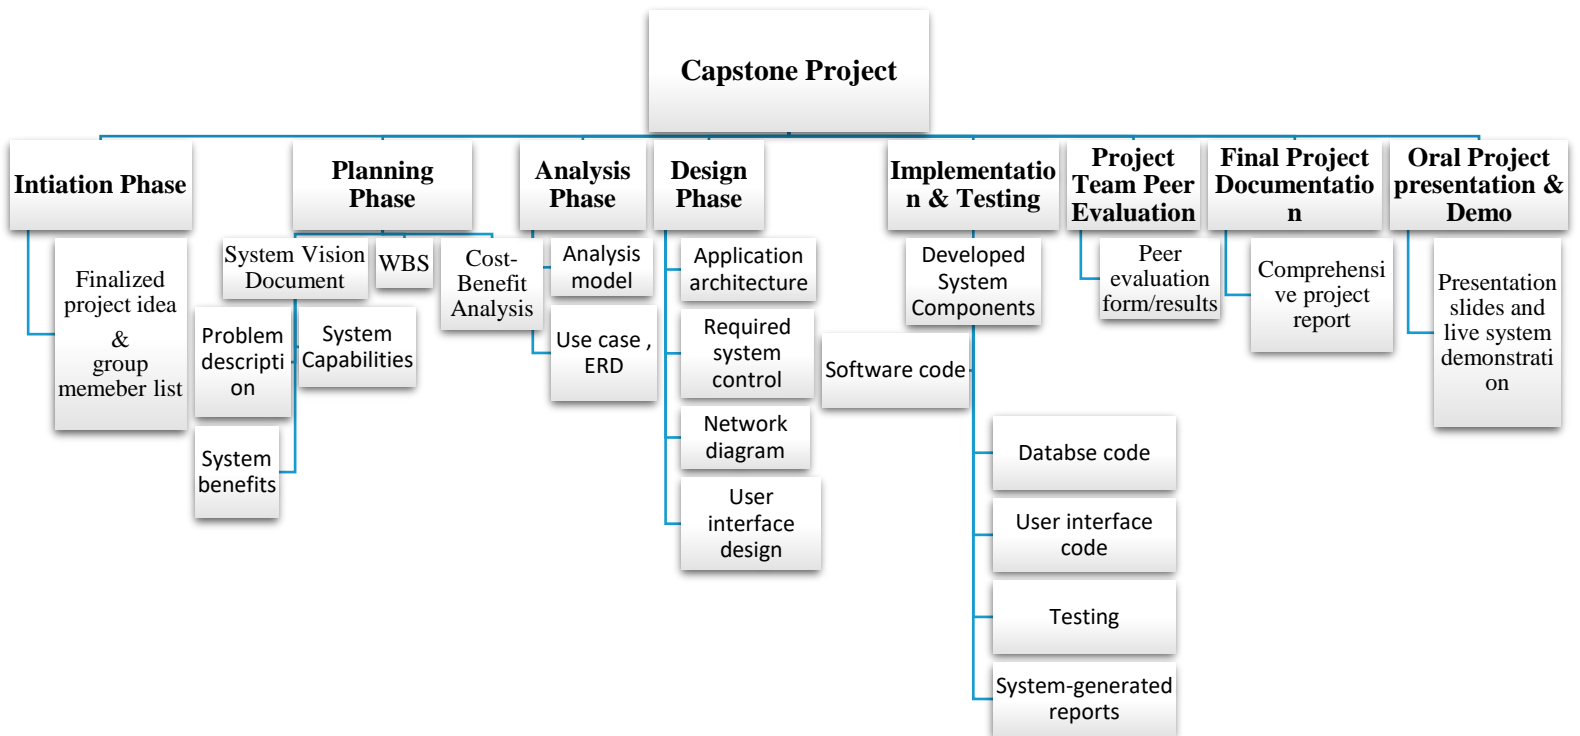 Capstone Project
Intiation Phase
Finalized
project idea
&
group
memeber list
Planning
Phase
System Vision
Document
Problem
descripti
on
System
Capabilities
System
benefits
WBS
Cost-
Benefit
Analysis
Analysis
Phase
Analysis
model
Use case ,
ERD
Design
Phase
Application
architecture
Required
system
control
Network
diagram
User
interface
design
Implementatio
n & Testing
Developed
System
Components
Software code
Databse code
User interface
code
Testing
System-generated
reports
Project
Team Peer
Evaluation
Peer
evaluation
form/results
Final Project
Documentatio
n
Comprehensi
ve project
report
Oral Project
presentation &
Demo
Presentation
slides and
live system
demonstrati
on